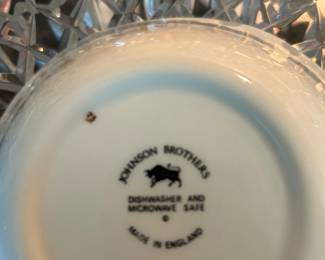 JOHNSON BROTHERS
DISHWASHER AND
MICROWAVE SAFE
©
MADE IN ENGLAND